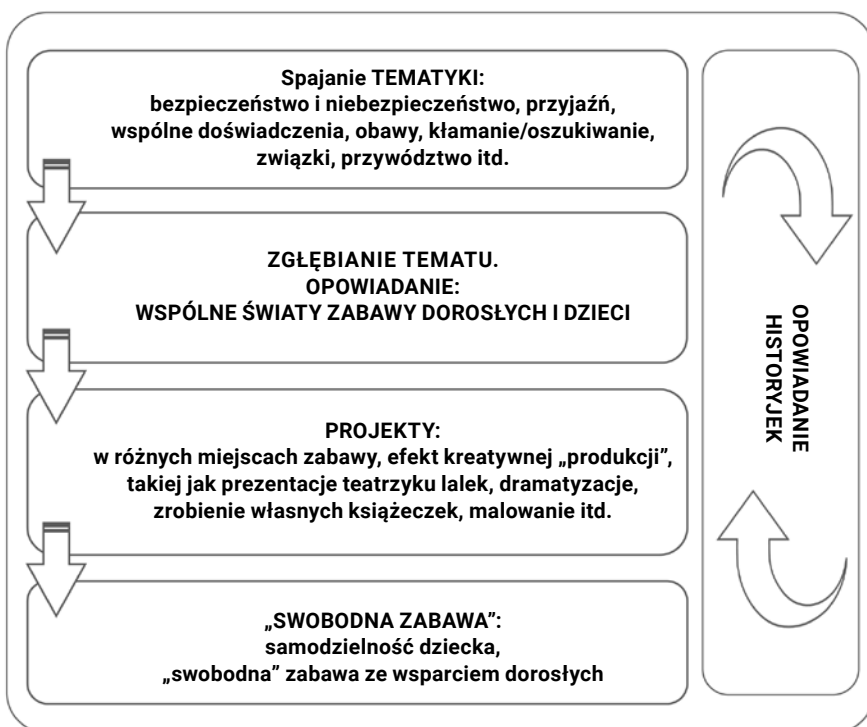 Spajanie TEMATYKI:
bezpieczeństwo i niebezpieczeństwo, przyjaźń,
wspólne doświadczenia, obawy, kłamanie/oszukiwanie,
związki, przywództwo itd.
ZGŁĘBIANIE TEMATU.
OPOWIADANIE:
WSPÓLNE ŚWIATY ZABAWY DOROSŁYCH I DZIECI
PROJEKTY:
w różnych miejscach zabawy, efekt kreatywnej „produkcji”,
takiej jak prezentacje teatrzyku lalek, dramatyzacje,
zrobienie własnych książeczek, malowanie itd.
„SWOBODNA ZABAWA”:
samodzielność dziecka,
„swobodna” zabawa ze wsparciem dorosłych
OPOWIADANIE
HISTORYJEK